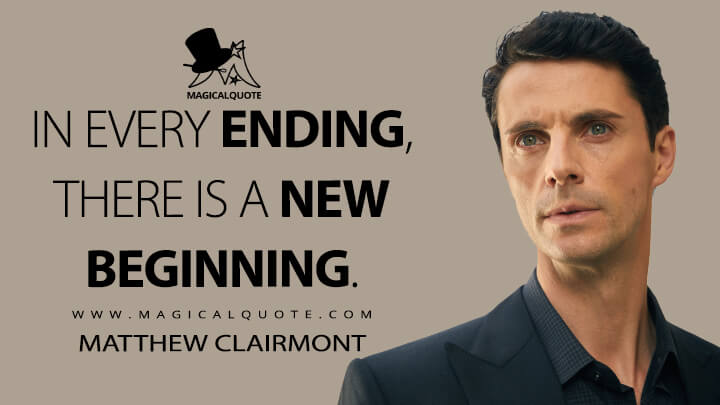 MAGICALQUOTE
IN EVERY ENDING,
THERE IS A NEW
BEGINNING.
WWW.MAGICALQUOTE.COM
MATTHEW CLAIRMONT